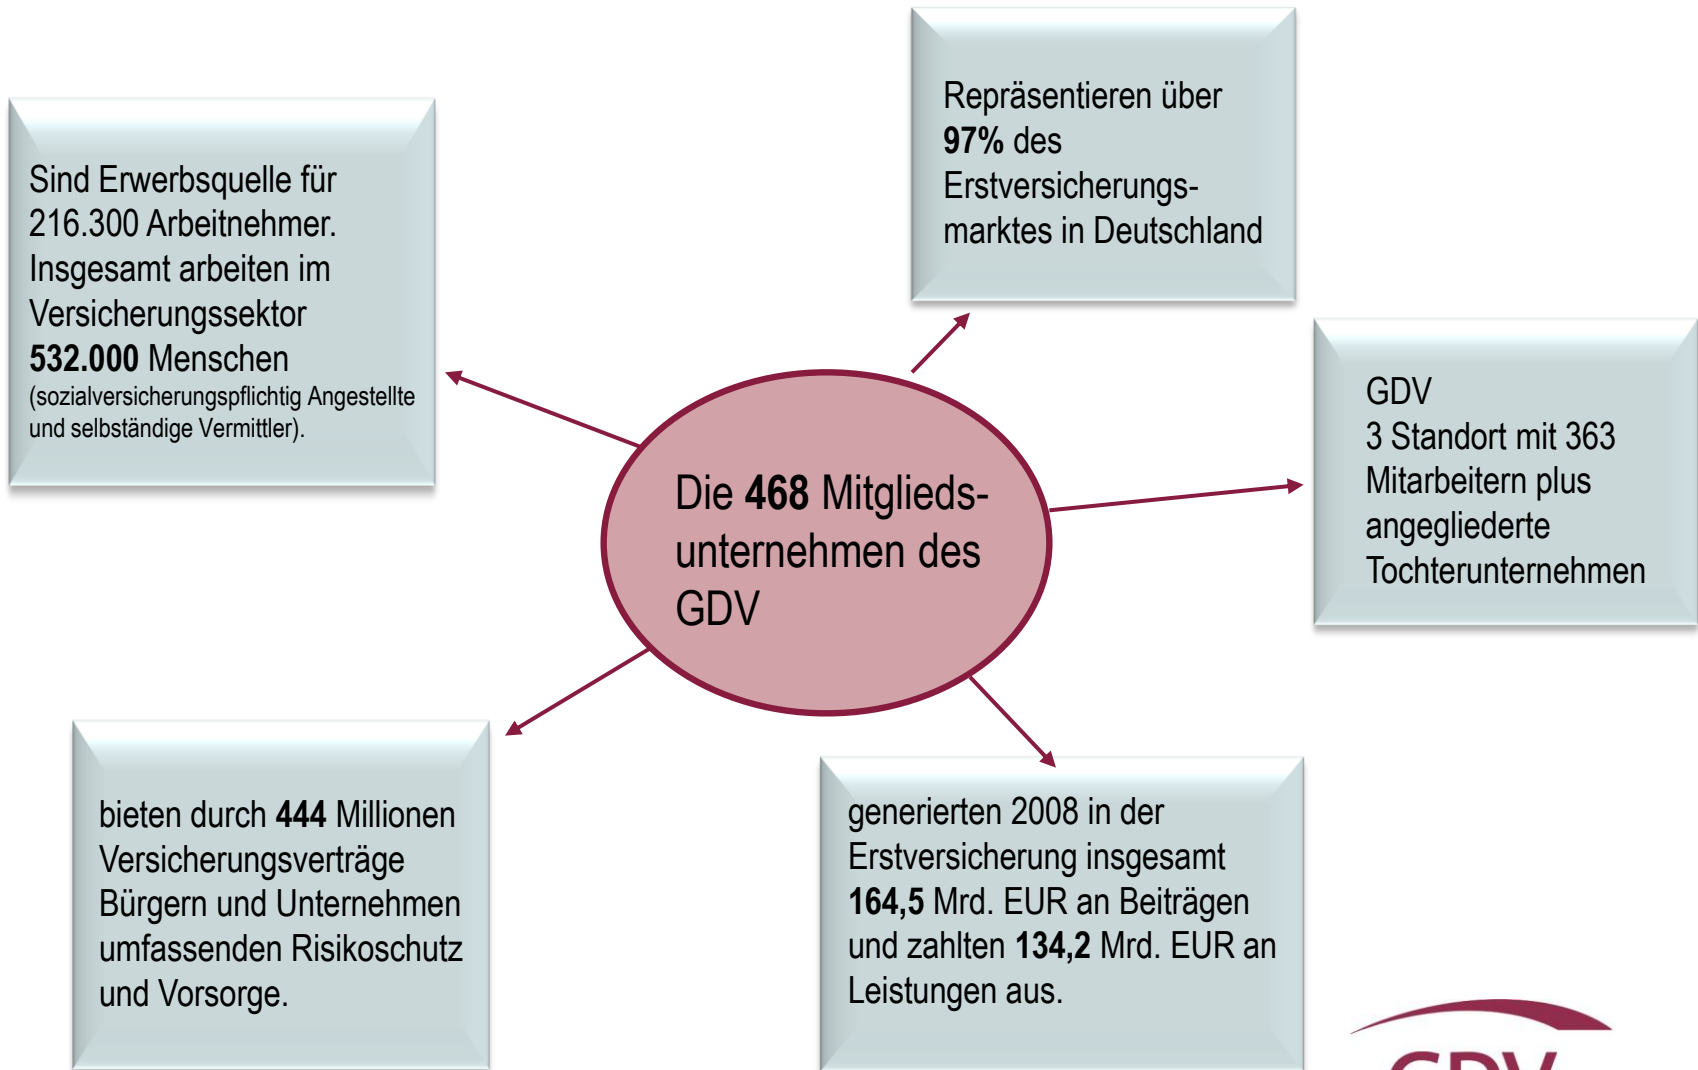 Repräsentieren über
97% des
Erstversicherungs-
marktes in Deutschland
Sind Erwerbsquelle für
216.300 Arbeitnehmer.
Insgesamt arbeiten im
Versicherungssektor
532.000 Menschen
(sozialversicherungspflichtig Angestellte
und selbständige Vermittler).
GDV
3 Standort mit 363
Mitarbeitern plus
angegliederte
Tochterunternehmen
Die 468 Mitglieds-
unternehmen des
GDV
bieten durch 444 Millionen
Versicherungsverträge
Bürgern und Unternehmen
umfassenden Risikoschutz
und Vorsorge.
generierten 2008 in der
Erstversicherung insgesamt
164,5 Mrd. EUR an Beiträgen
und zahlten 134,2 Mrd. EUR an
Leistungen aus.
GDV